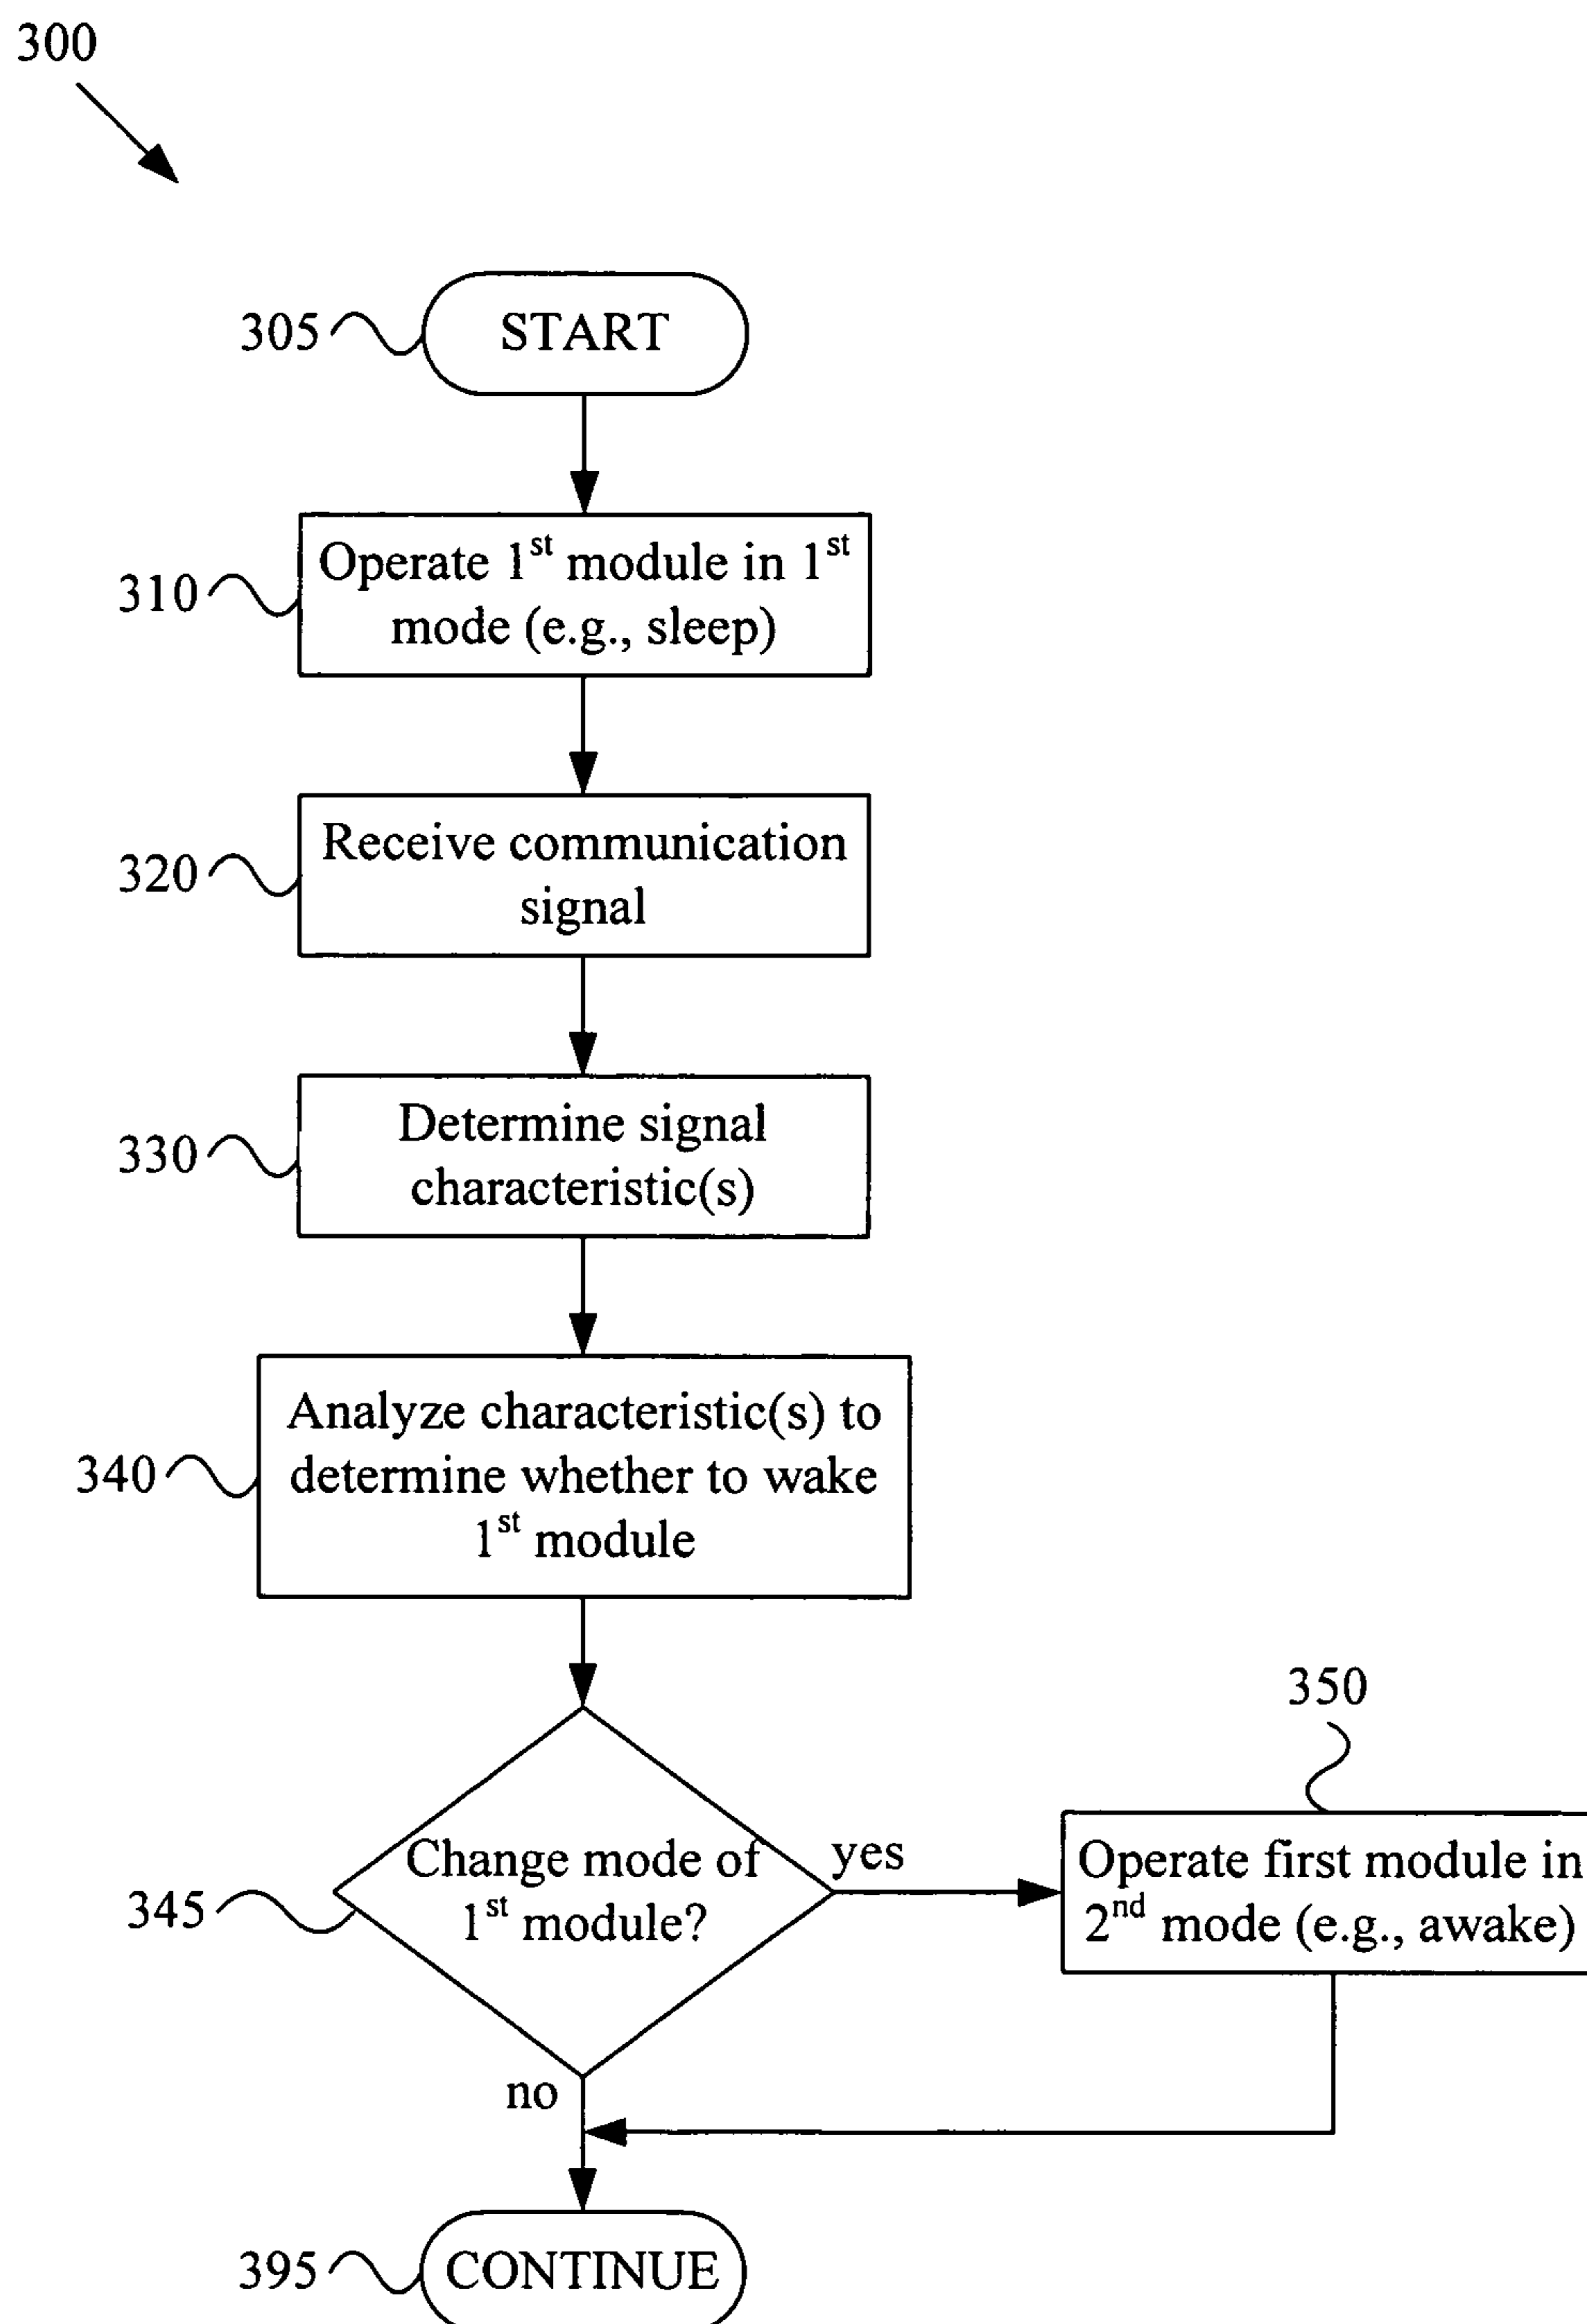 300
305
START
310
Operate 1st module in 1st
mode (e.g., sleep)
320
Receive communication
signal
330
Determine signal
characteristic(s)
340
Analyze characteristic(s) to
determine whether to wake
1st module
345
Change mode of
1st module?
yes
350
Operate first module in
2nd mode (e.g., awake)
no
395
CONTINUE